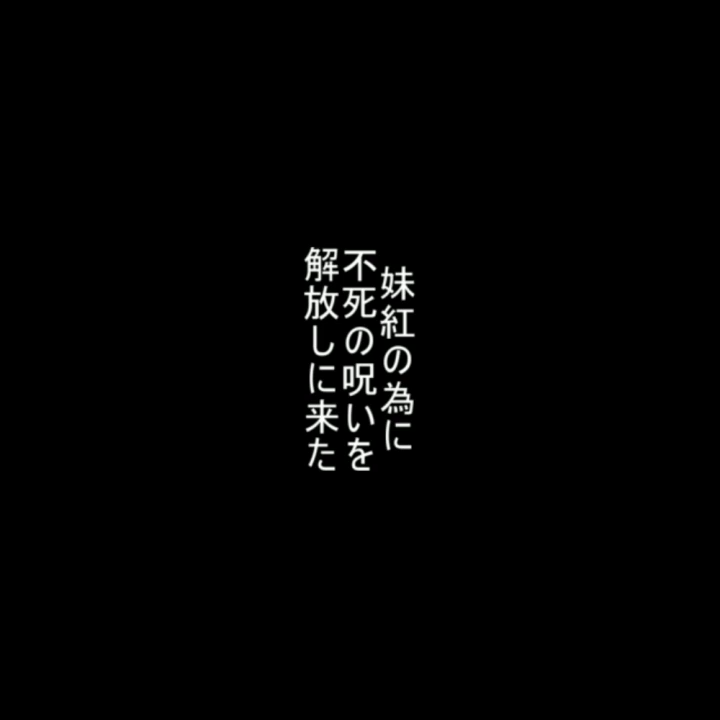 妹紅の為に
不死の呪いを
解放しに来た